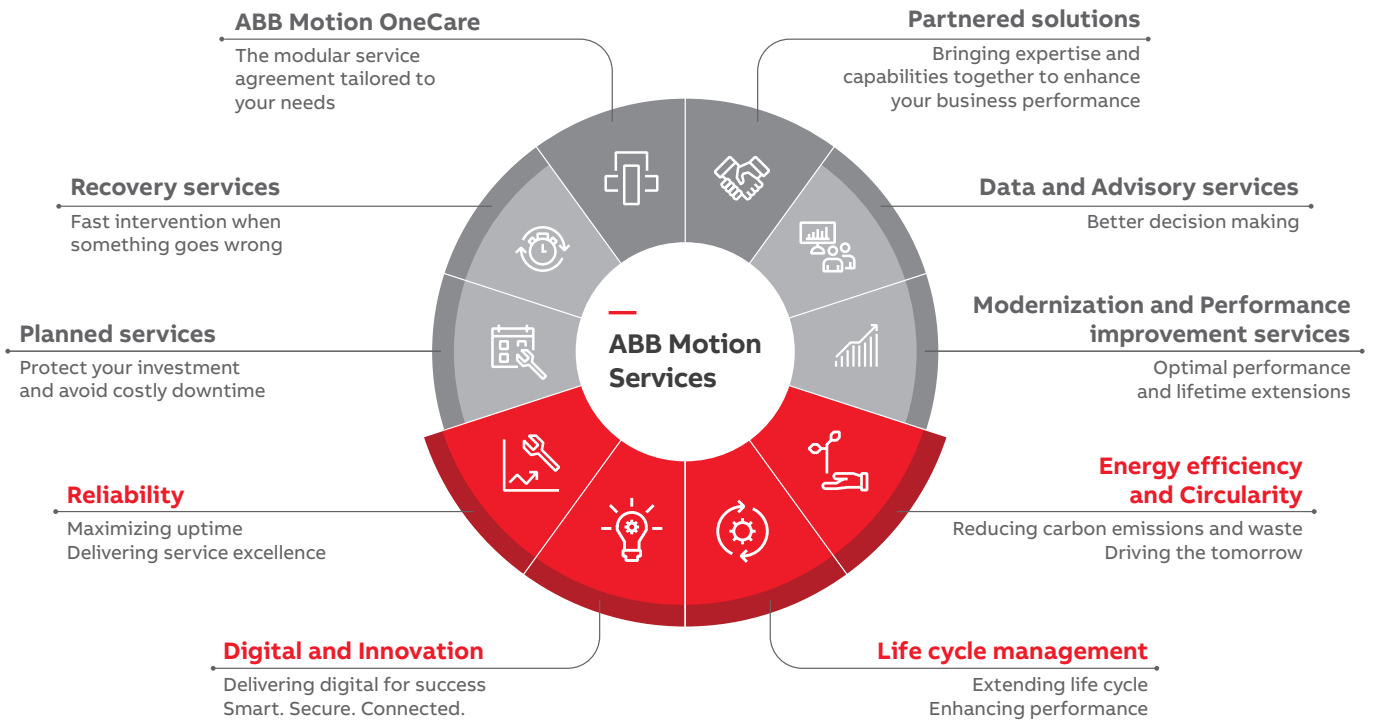 ABB Motion OneCare
The modular service
agreement tailored to
your needs
Partnered solutions
Bringing expertise and
capabilities together to enhance
your business performance
Recovery services
Fast intervention when
something goes wrong
Data and Advisory services
Better decision making
Planned services
Protect your investment
and avoid costly downtime
ABB Motion
Services
Modernization and Performance
improvement services
Optimal performance
and lifetime extensions
Reliability
Maximizing uptime
Delivering service excellence
Energy efficiency
and Circularity
Reducing carbon emissions and waste
Driving the tomorrow
Digital and Innovation
Delivering digital for success
Smart. Secure. Connected.
Life cycle management
Extending life cycle
Enhancing performance